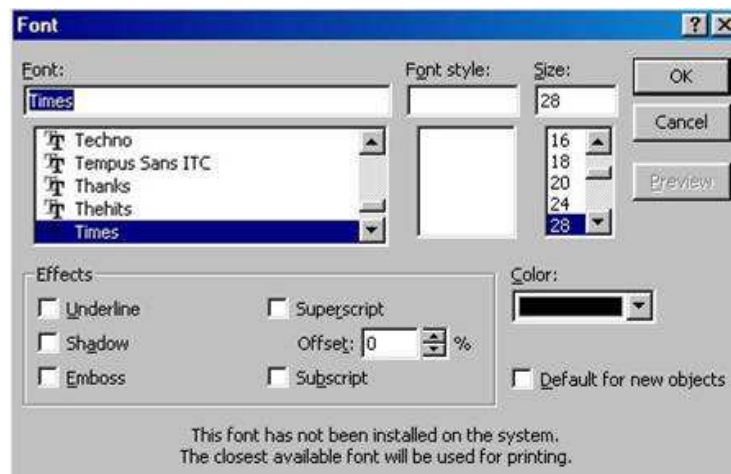 Font
Font: Font style: Size:
Times 28 OK
Techno 16 Cancel
Tempus Sans ITC 18
Thanks 20 Preview
Thehits 24
Times 28
Effects Color:
Underline Superscript
Shadow Offset: 0 %
Emboss Subscript Default for new objects
This font has not been installed on the system.
The closest available font will be used for printing.